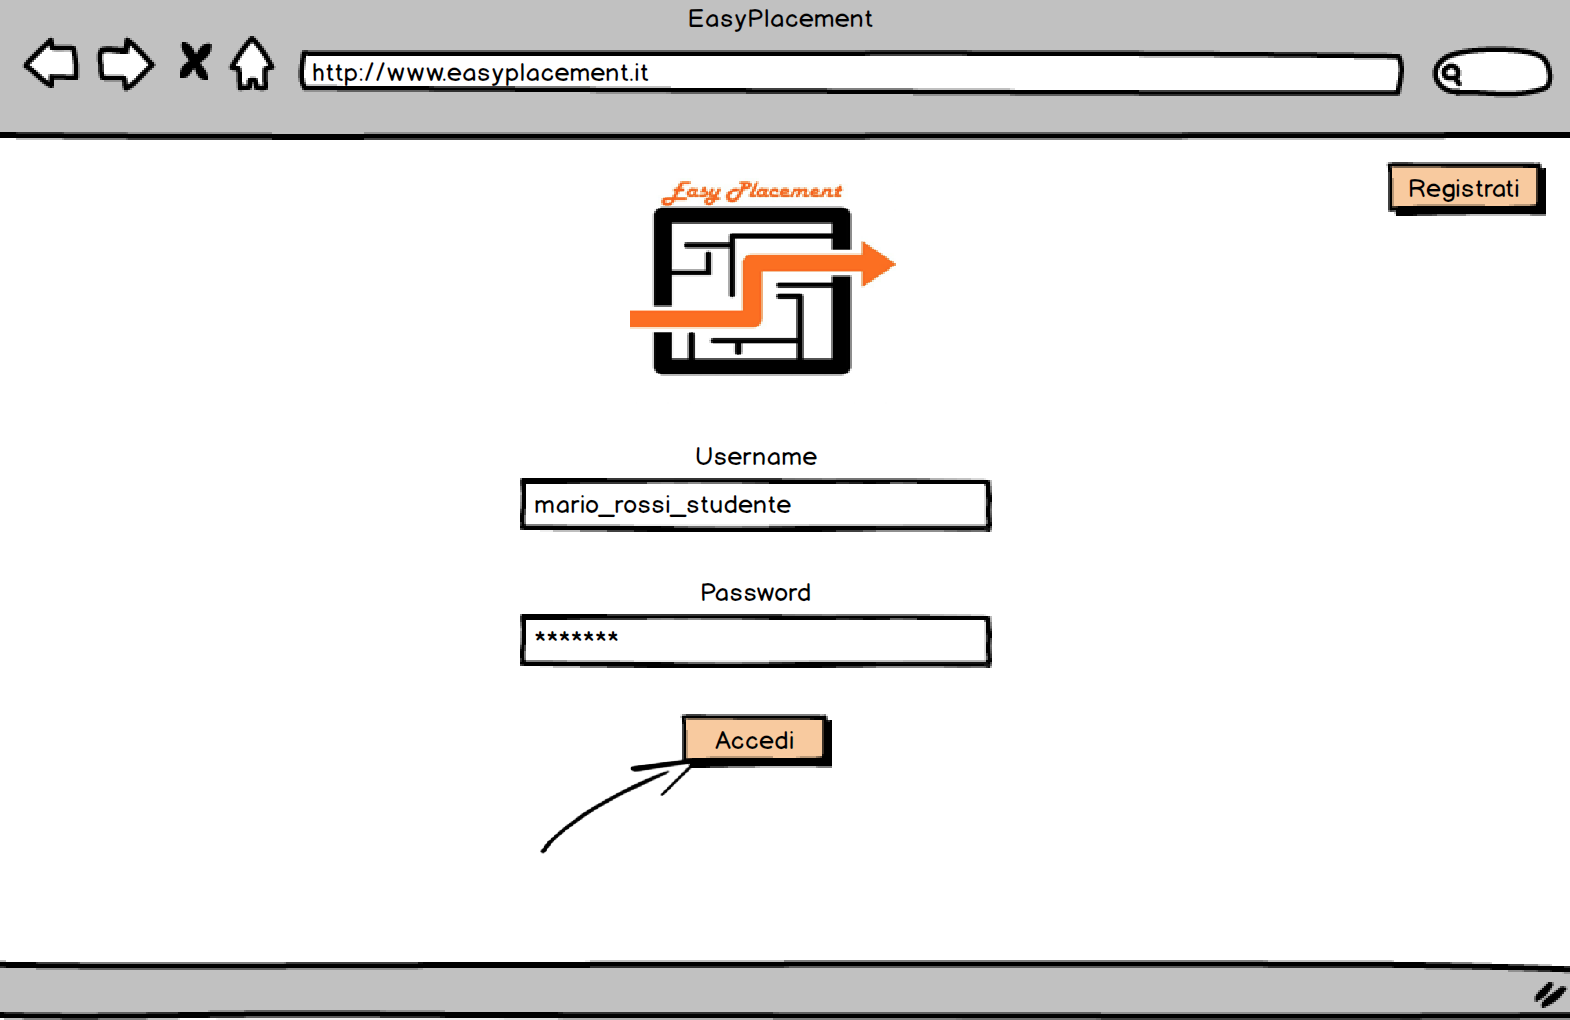 EasyPlacement
http://www.easyplacement.it
Registrati
Easy Placement
Username
mario_rossi_studente
Password
*******
Accedi